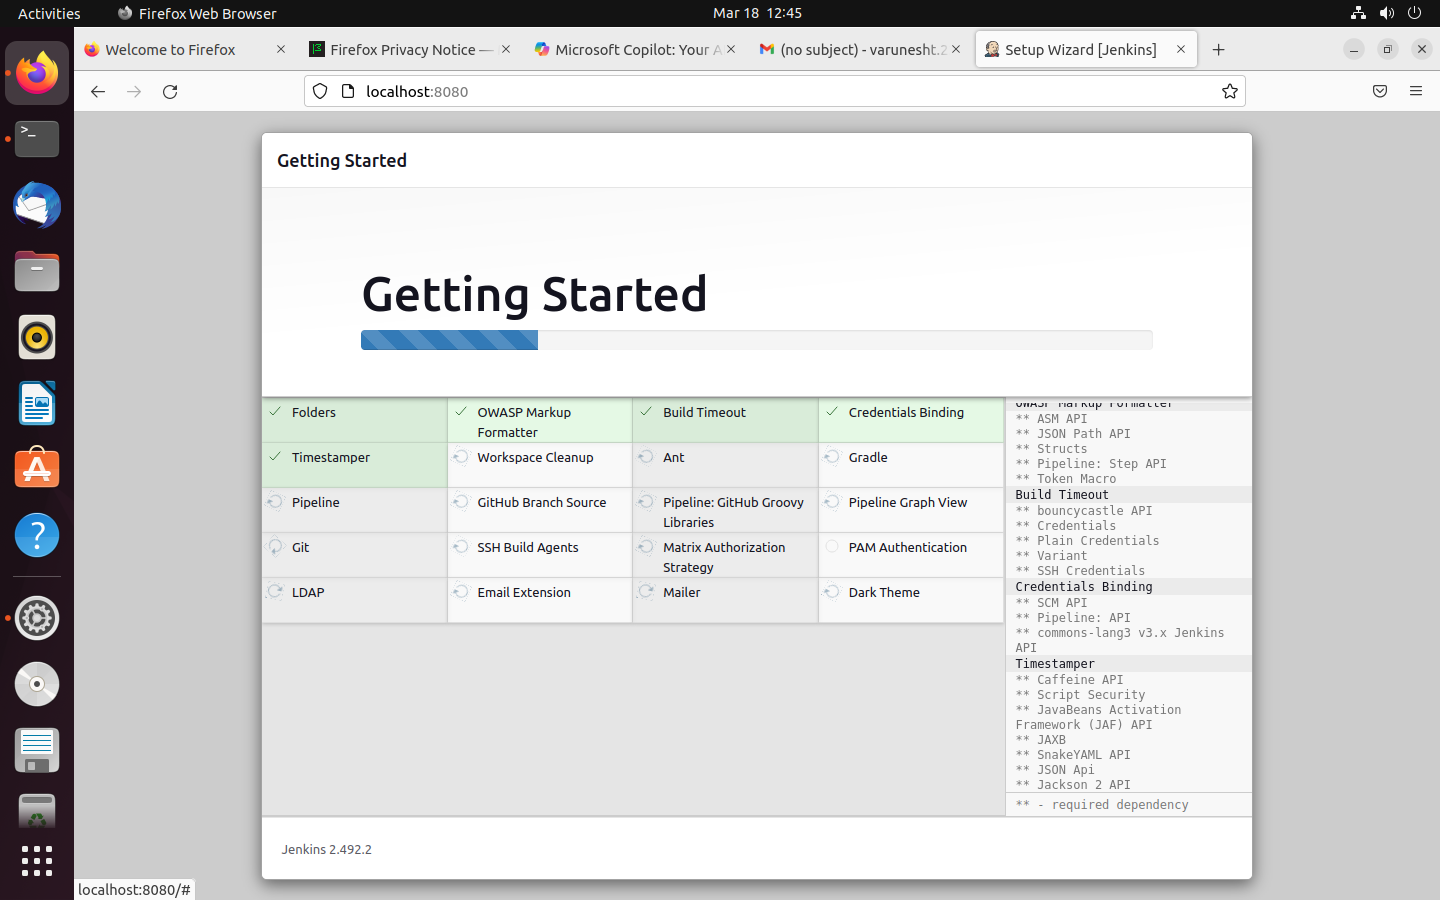 Activities
Firefox Web Browser
Mar 18 12:45
Welcome to Firefox
Firefox Privacy Notice —
Microsoft Copilot: Your A
(no subject) - varunesht.2
Setup Wizard [Jenkins]
localhost:8080
Getting Started
Getting Started
Folders
OWASP Markup
Formatter
Build Timeout
Credentials Binding
Timestamper
Workspace Cleanup
Ant
Gradle
Pipeline
GitHub Branch Source
Pipeline: GitHub Groovy
Libraries
Pipeline Graph View
Git
SSH Build Agents
Matrix Authorization
Strategy
PAM Authentication
LDAP
Email Extension
Mailer
Dark Theme
OWASP Markup Formatter
** ASM API
** JSON Path API
** Structs
** Pipeline: Step API
** Token Macro
Build Timeout
** bouncycastle API
** Credentials
** Plain Credentials
** Variant
** SSH Credentials
Credentials Binding
** SCM API
** Pipeline: API
** commons-lang3 v3.x Jenkins
API
Timestamper
** Caffeine API
** Script Security
** JavaBeans Activation
Framework (JAF) API
** JAXB
** SnakeYAML API
** JSON Api
** Jackson 2 API
** - required dependency
Jenkins 2.492.2
localhost:8080/#